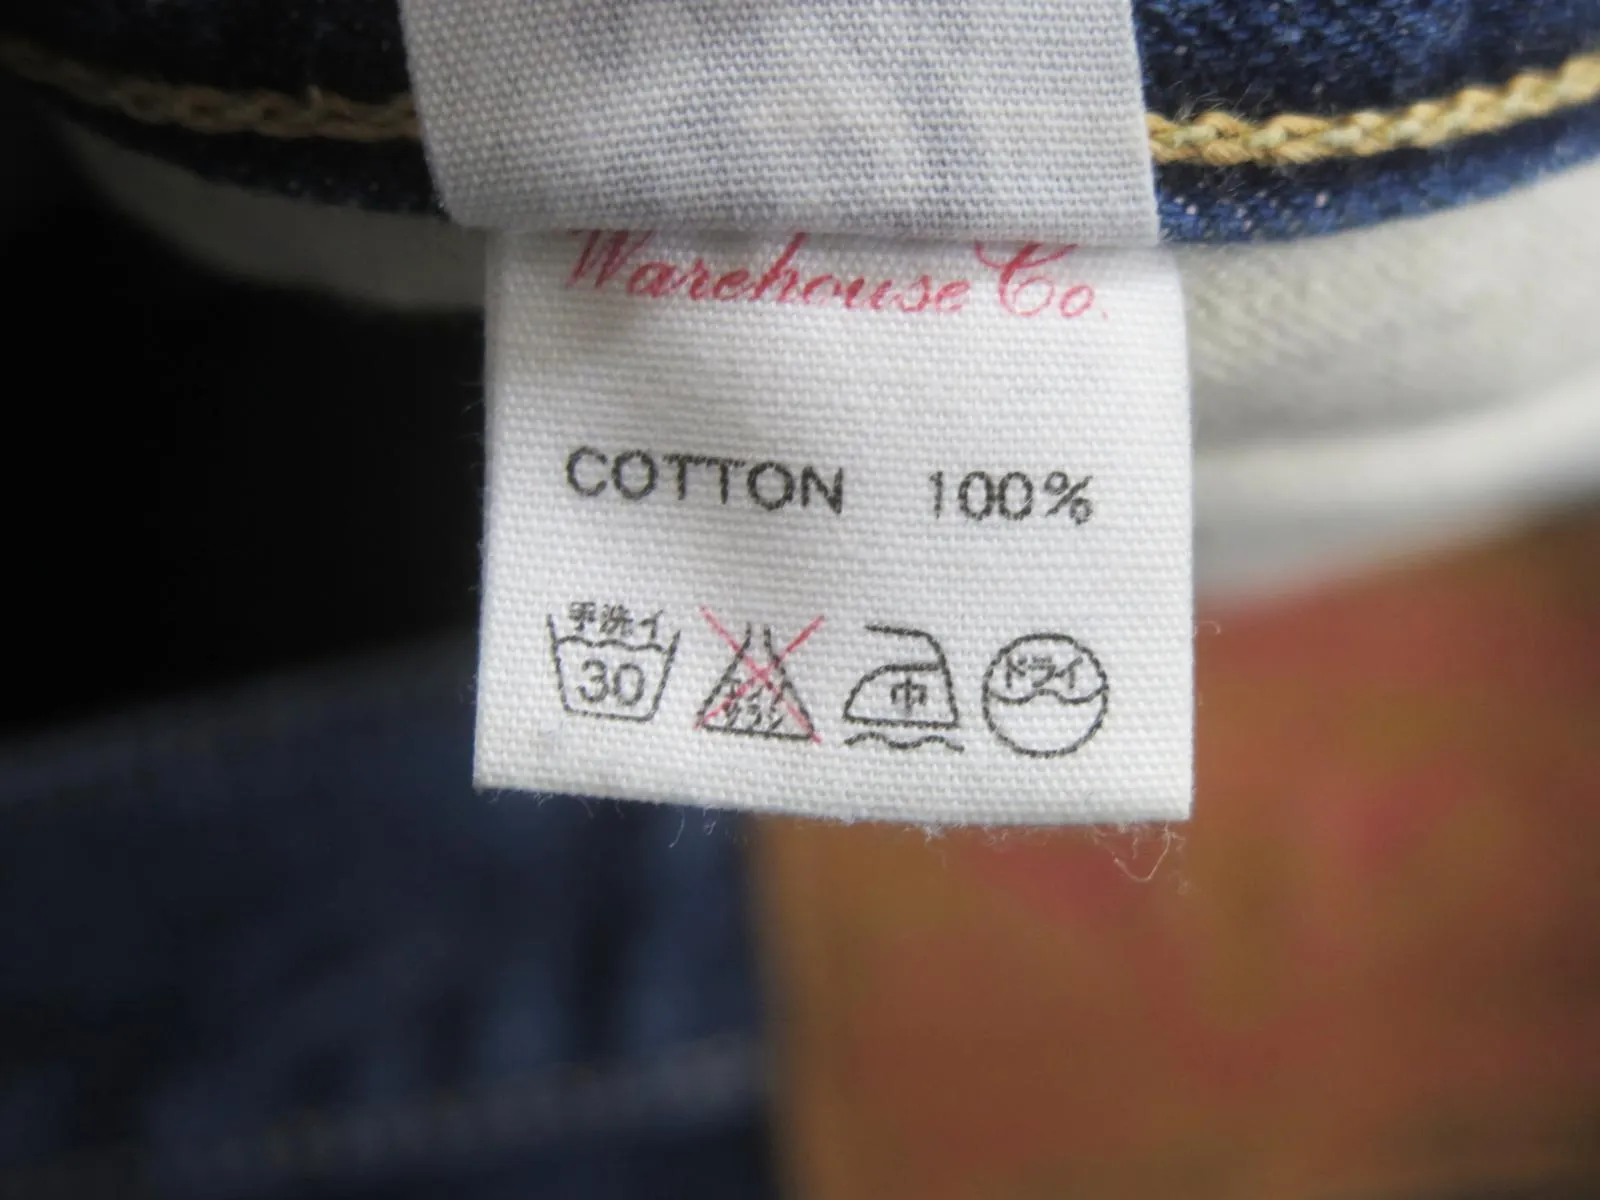 Warehouse Co.
COTTON 100%
手洗イ
30
エンソサラシ
中
ドライ